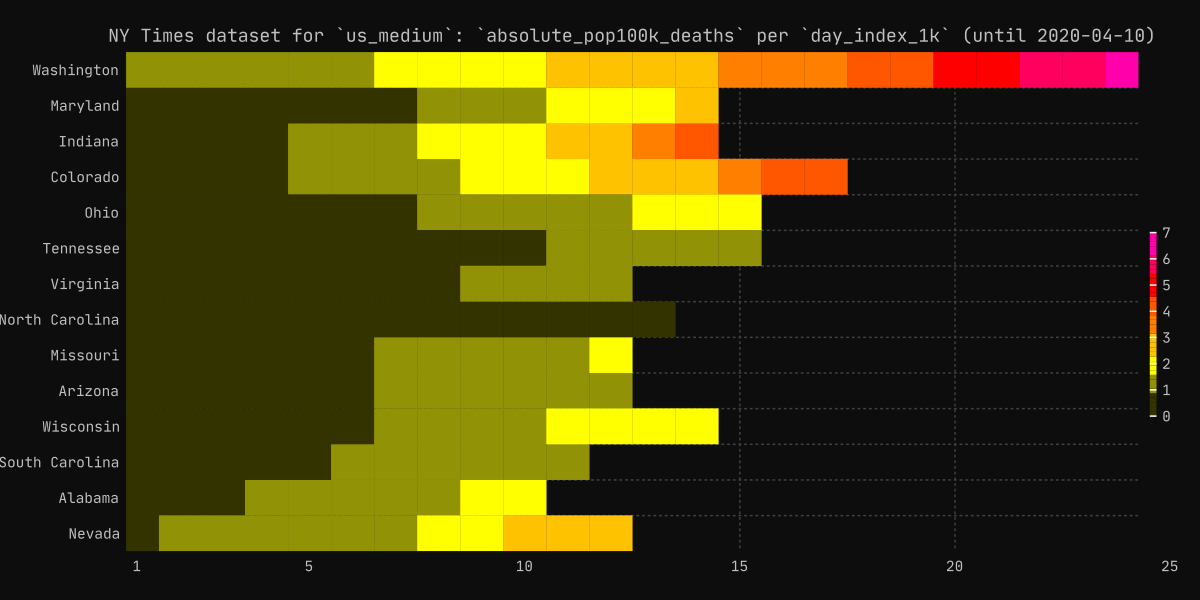 NY Times dataset for `us_medium`: `absolute_pop100k_deaths` per `day_index_1k` (until 2020-04-10)
Washington
Maryland
Indiana
Colorado
Ohio
Tennessee
Virginia
North Carolina
Missouri
Arizona
Wisconsin
South Carolina
Alabama
Nevada
7
6
5
4
3
2
1
0
1 5 10 15 20 25